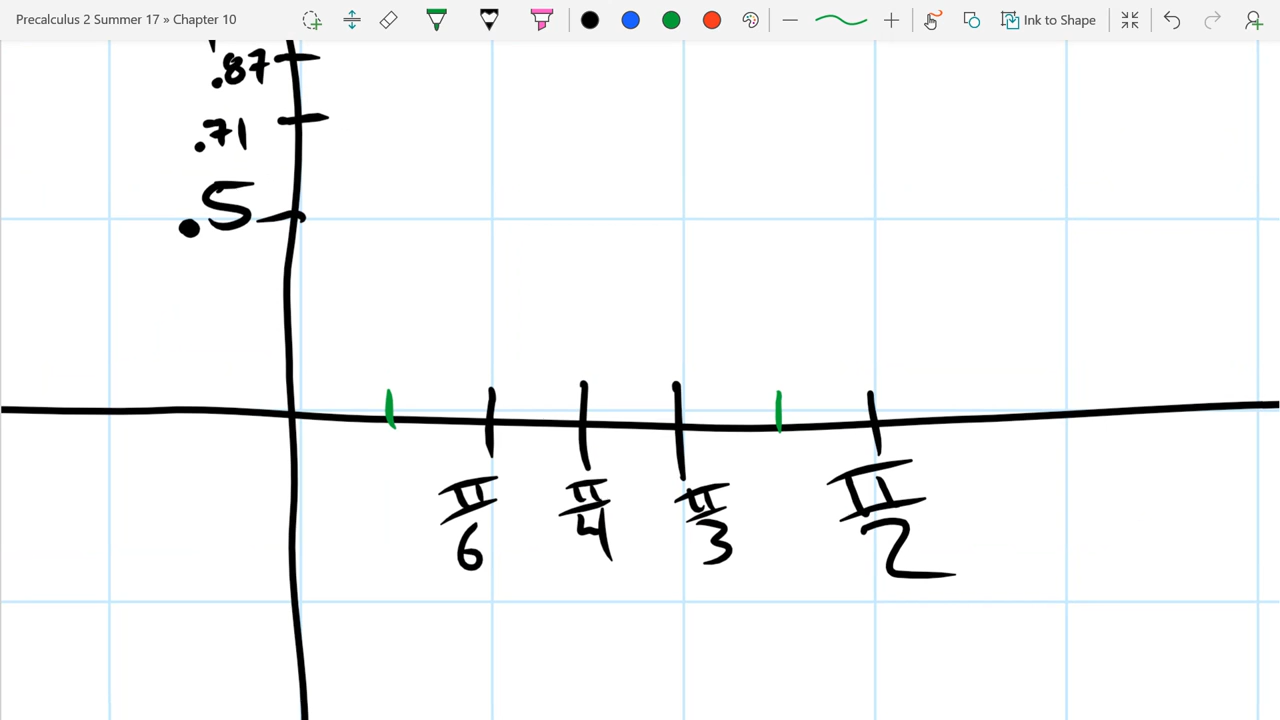 Precalculus 2 Summer 17 » Chapter 10
Ink to Shape
.87
.71
.5
π/6 π/4 π/3 π/2